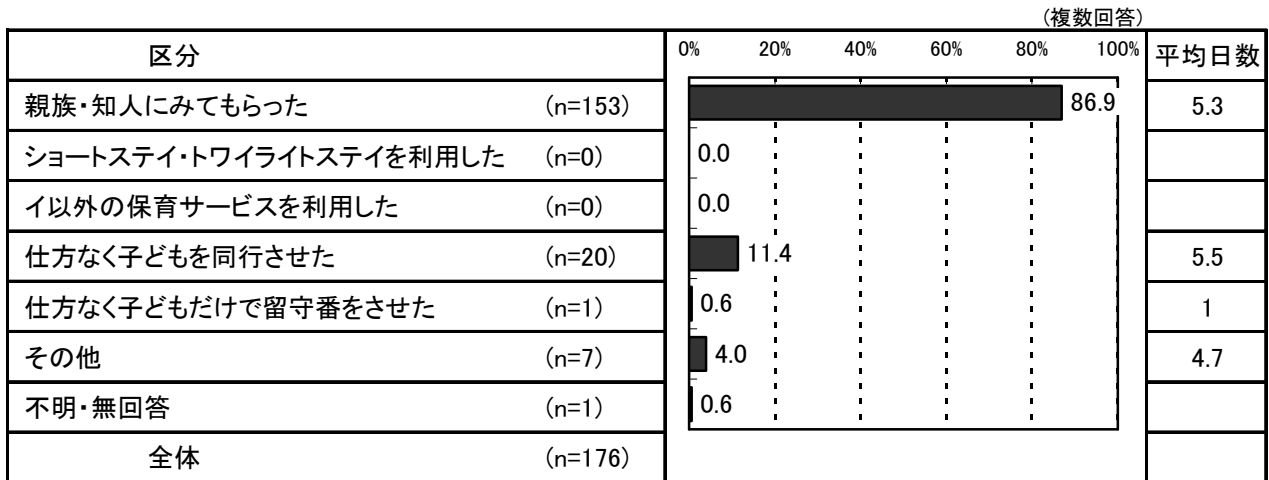 （複数回答）
区分 0% 20% 40% 60% 80% 100% 平均日数
親族・知人にみてもらった （n=153） 86.9 5.3
ショートステイ・トワイライトステイを利用した （n=0） 0.0
イ以外の保育サービスを利用した （n=0） 0.0
仕方なく子どもを同行させた （n=20） 11.4 5.5
仕方なく子どもだけで留守番をさせた （n=1） 0.6 1
その他 （n=7） 4.0 4.7
不明・無回答 （n=1） 0.6
全体 （n=176）